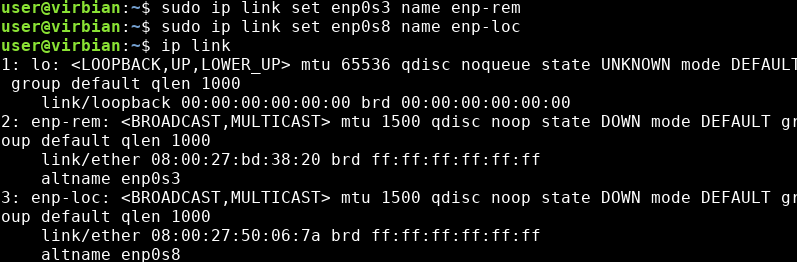 user@virbian:~$ sudo ip link set enp0s3 name enp-rem
user@virbian:~$ sudo ip link set enp0s8 name enp-loc
user@virbian:~$ ip link
1: lo: <LOOPBACK,UP,LOWER_UP> mtu 65536 qdisc noqueue state UNKNOWN mode DEFAULT
 group default qlen 1000
    link/loopback 00:00:00:00:00:00 brd 00:00:00:00:00:00
2: enp-rem: <BROADCAST,MULTICAST> mtu 1500 qdisc noop state DOWN mode DEFAULT gr
oup default qlen 1000
    link/ether 08:00:27:bd:38:20 brd ff:ff:ff:ff:ff:ff
    altname enp0s3
3: enp-loc: <BROADCAST,MULTICAST> mtu 1500 qdisc noop state DOWN mode DEFAULT gr
oup default qlen 1000
    link/ether 08:00:27:50:06:7a brd ff:ff:ff:ff:ff:ff
    altname enp0s8